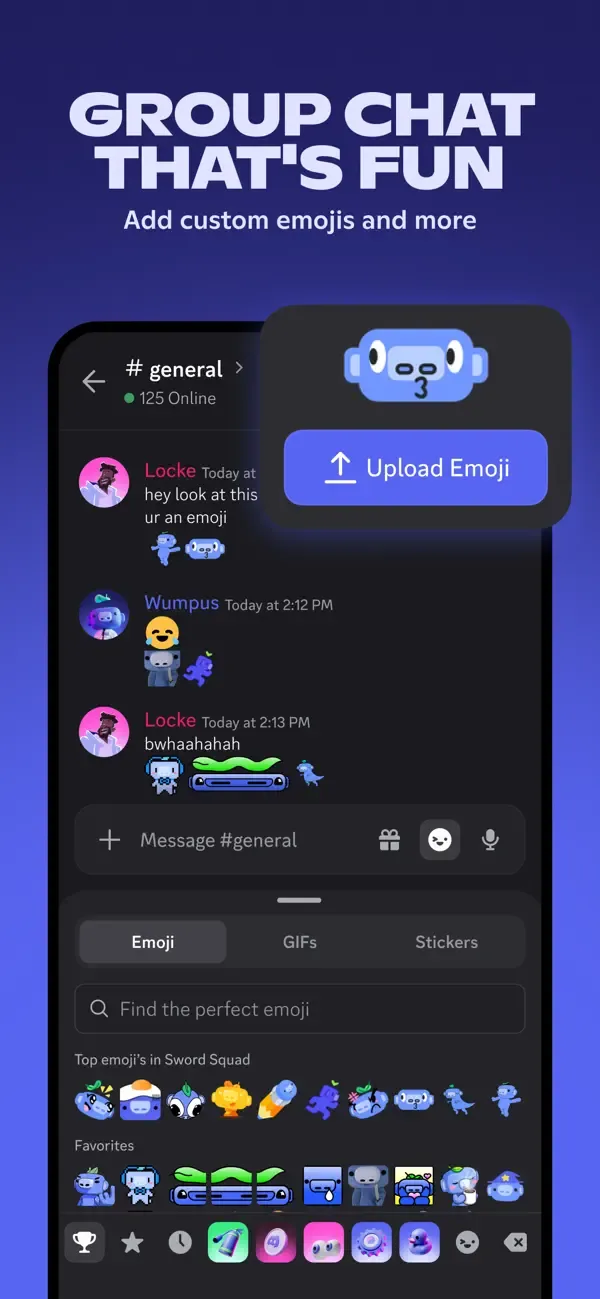 GROUP CHAT
THAT'S FUN
Add custom emojis and more
# general
125 Online
Upload Emoji
Locke Today at
hey look at this
ur an emoji
Wumpus Today at 2:12 PM
Locke Today at 2:13 PM
bwhaahahah
Message #general
Emoji GIFs Stickers
Find the perfect emoji
Top emoji's in Sword Squad
Favorites